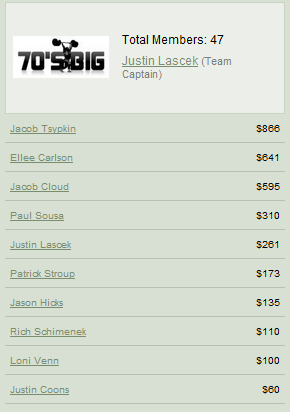 70'S BIG
Total Members: 47
Justin Lascek (Team
Captain)
Jacob Tsypkin $866
Ellee Carlson $641
Jacob Cloud $595
Paul Sousa $310
Justin Lascek $261
Patrick Stroup $173
Jason Hicks $135
Rich Schimenek $110
Loni Venn $100
Justin Coons $60